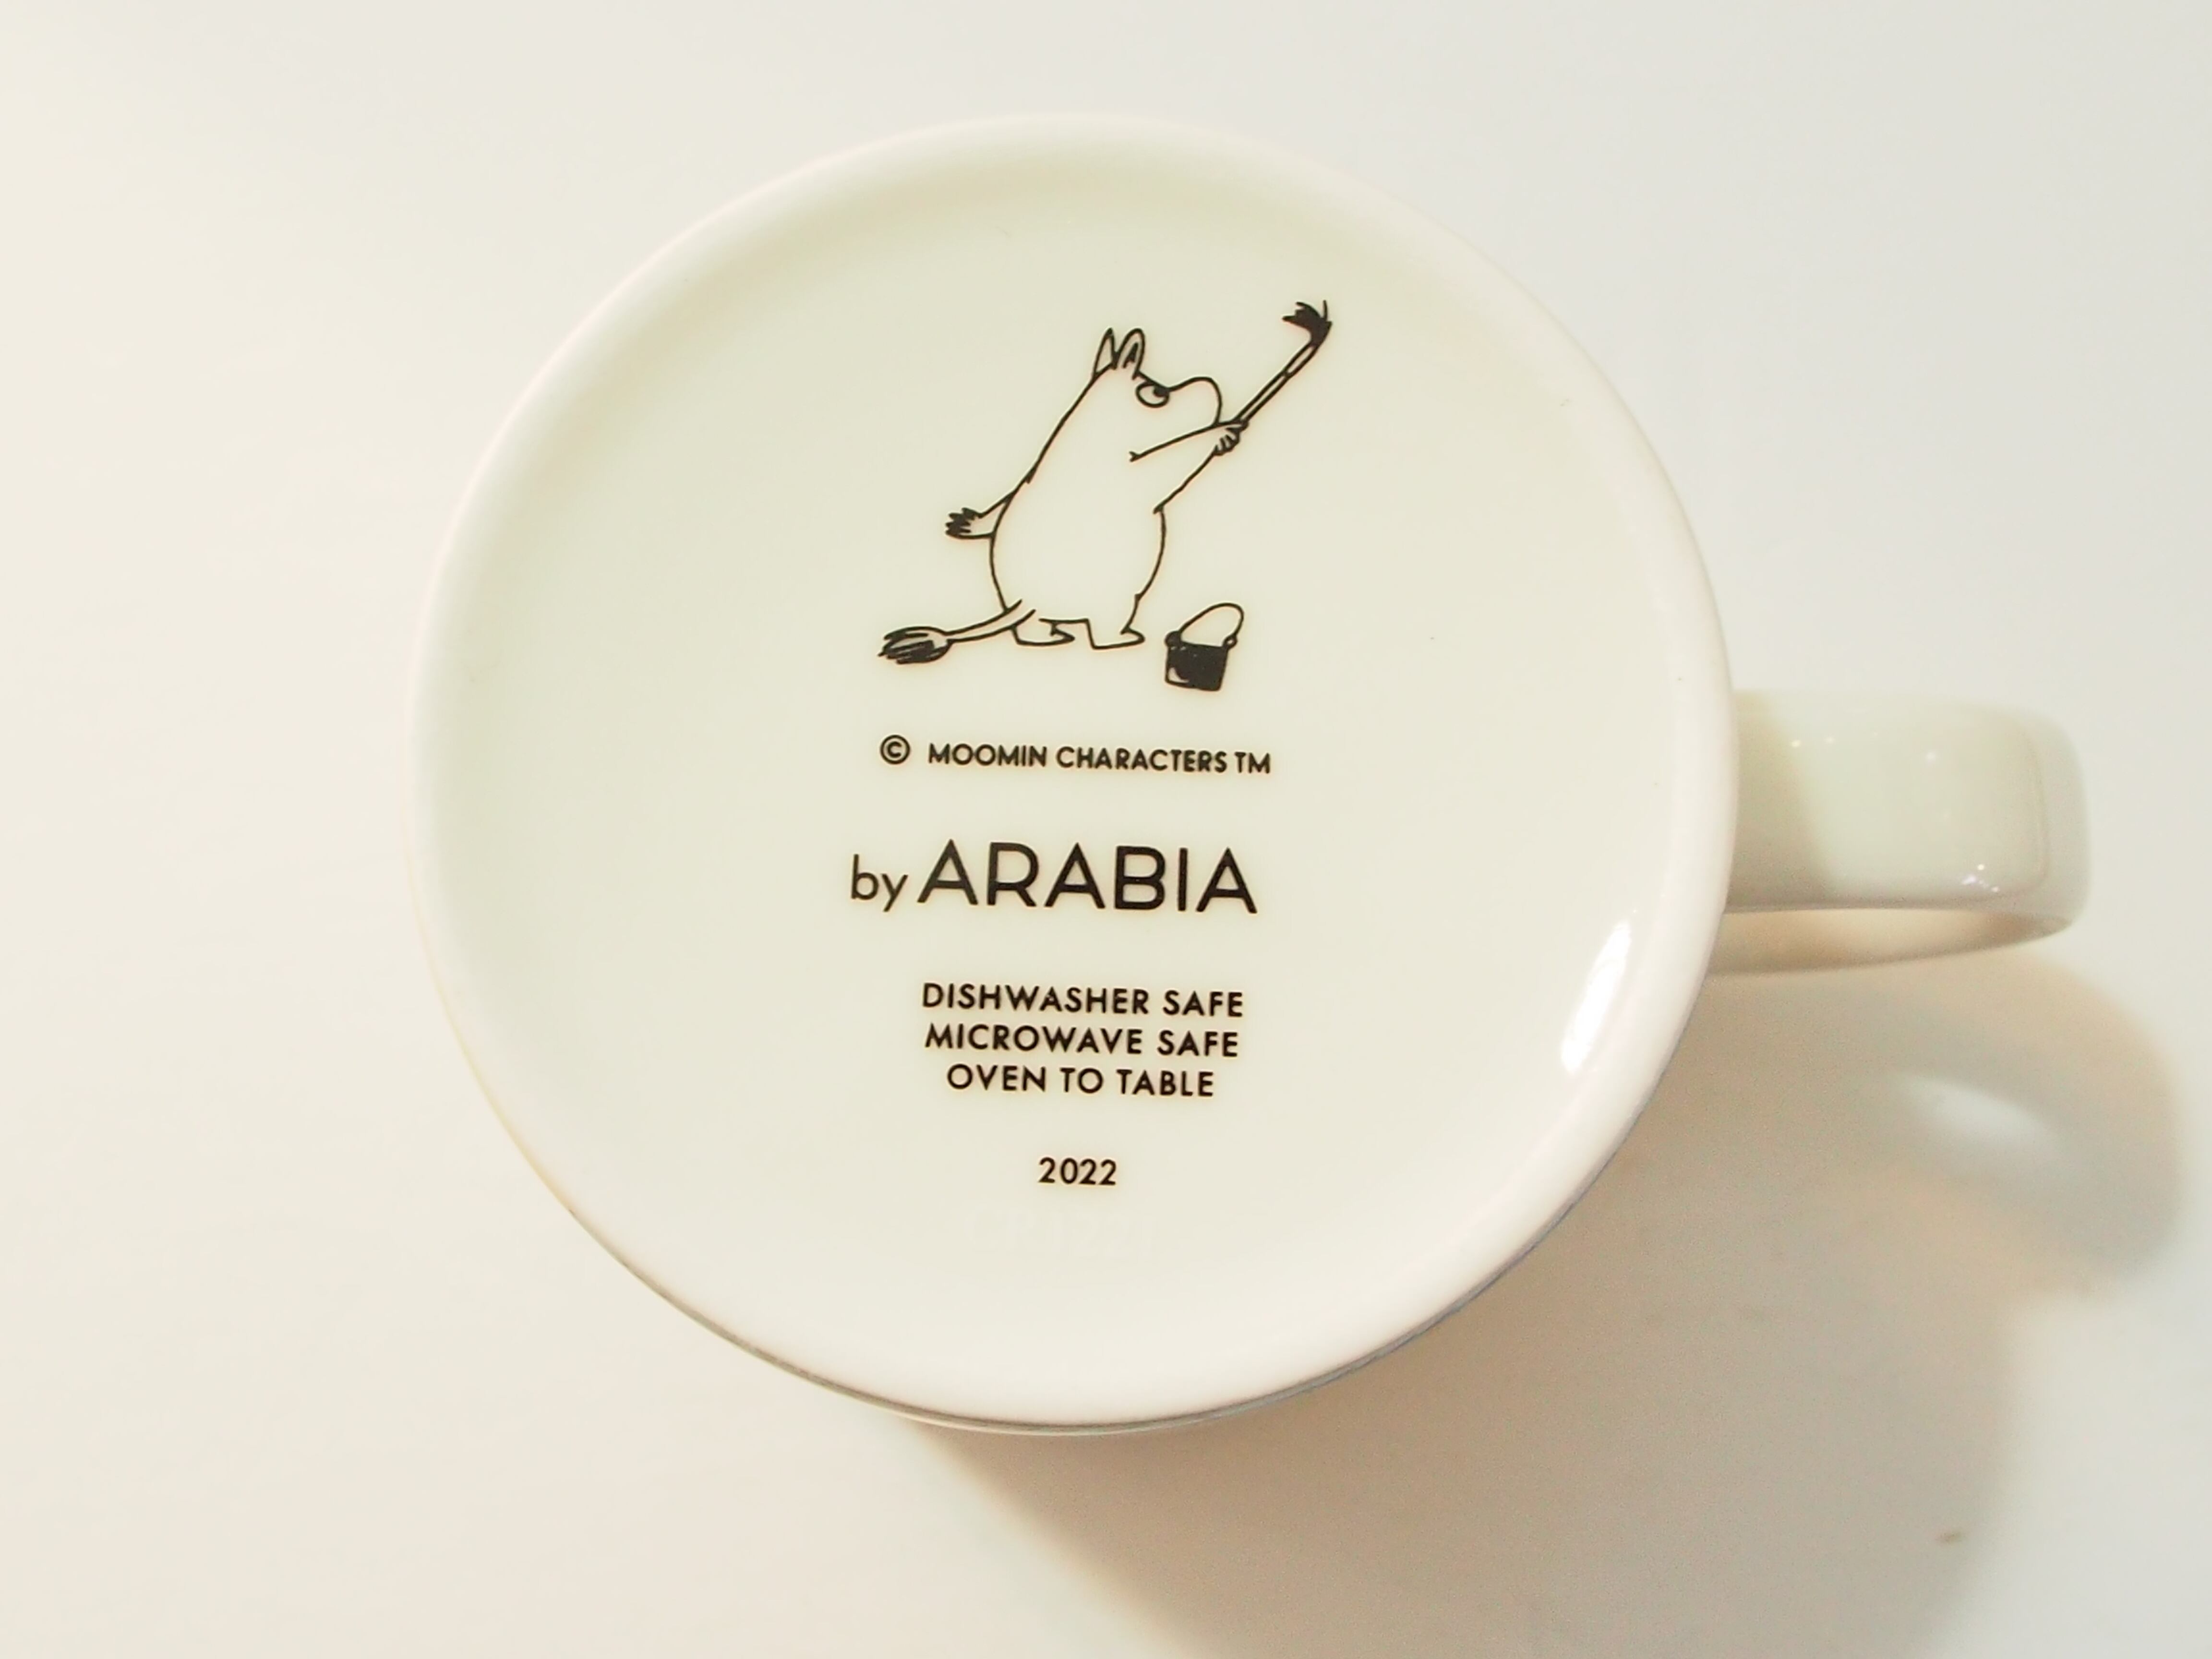 © MOOMIN CHARACTERS TM
by ARABIA
DISHWASHER SAFE
MICROWAVE SAFE
OVEN TO TABLE
2022